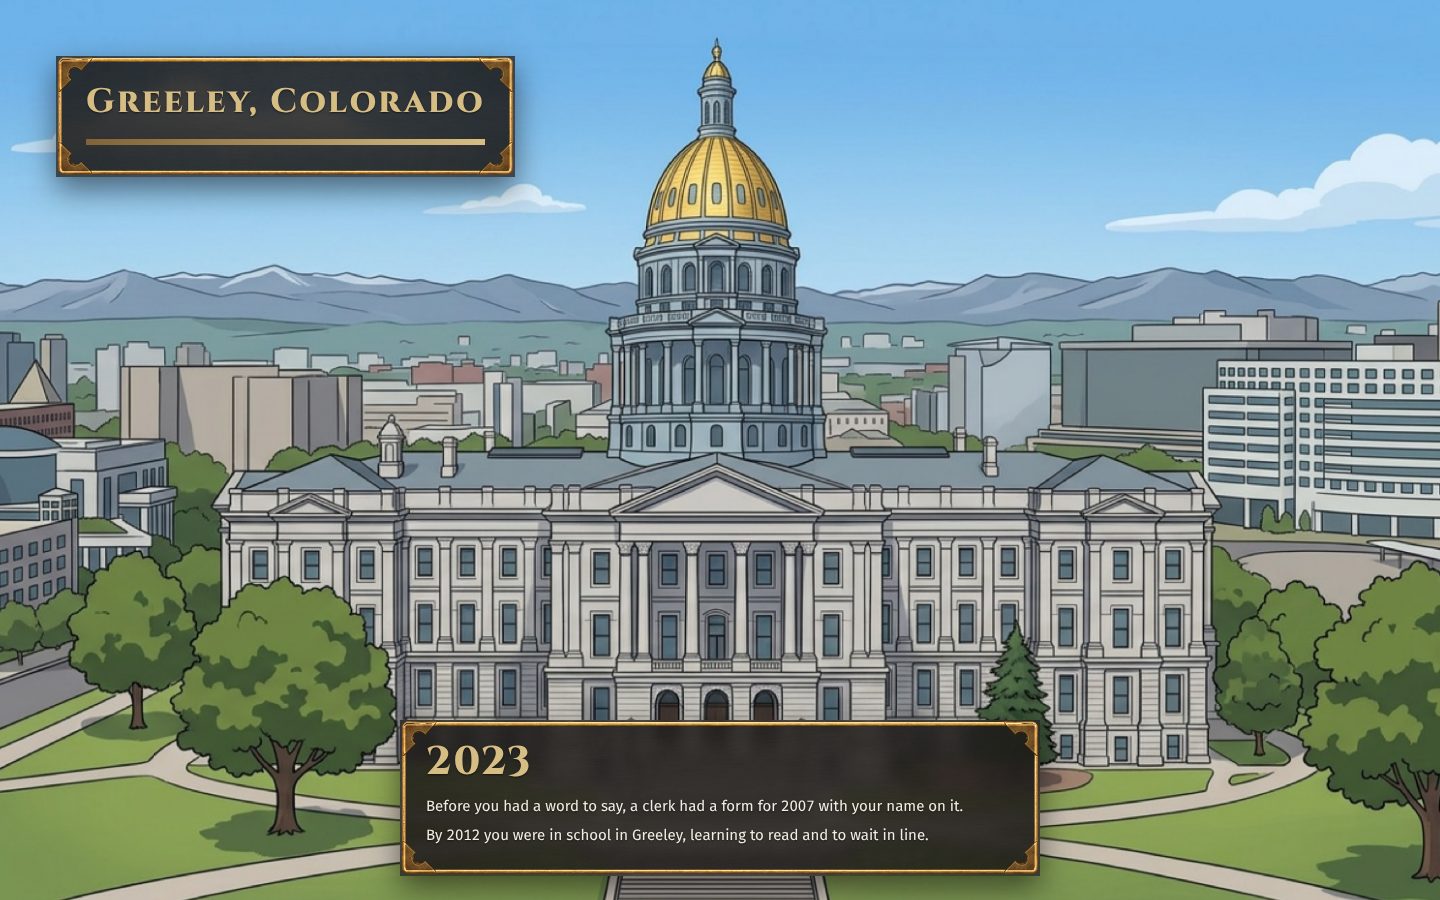 Greeley, Colorado
2023
Before you had a word to say, a clerk had a form for 2007 with your name on it.
By 2012 you were in school in Greeley, learning to read and to wait in line.